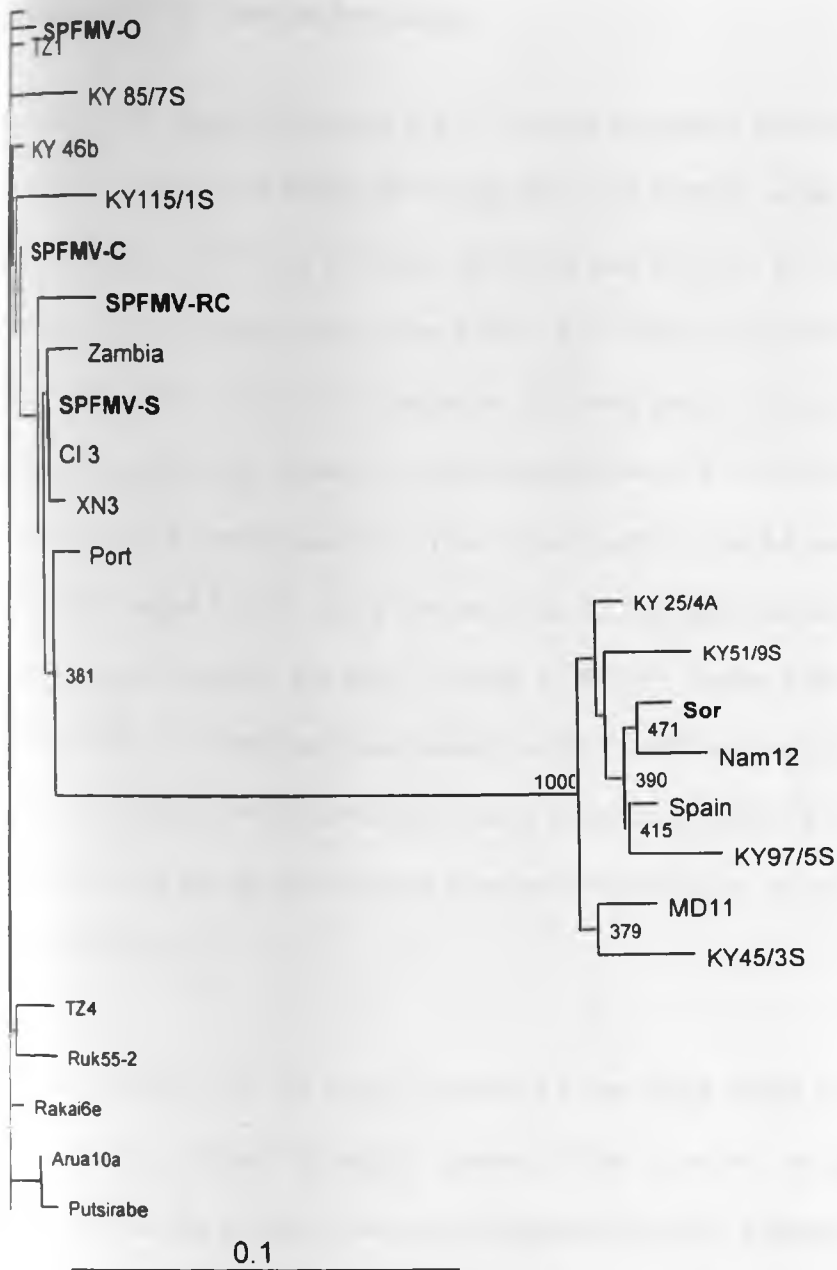 SPFMV-O
TZ1
KY 85/7S
KY 46b
KY115/1S
SPFMV-C
SPFMV-RC
Zambia
SPFMV-S
CI 3
XN3
Port
KY 25/4A
KY51/9S
381
Sor
471
Nam12
1000
390
Spain
415
KY97/5S
MD11
379
KY45/3S
TZ4
Ruk55-2
Rakai6e
Arua10a
Putsirabe
0.1